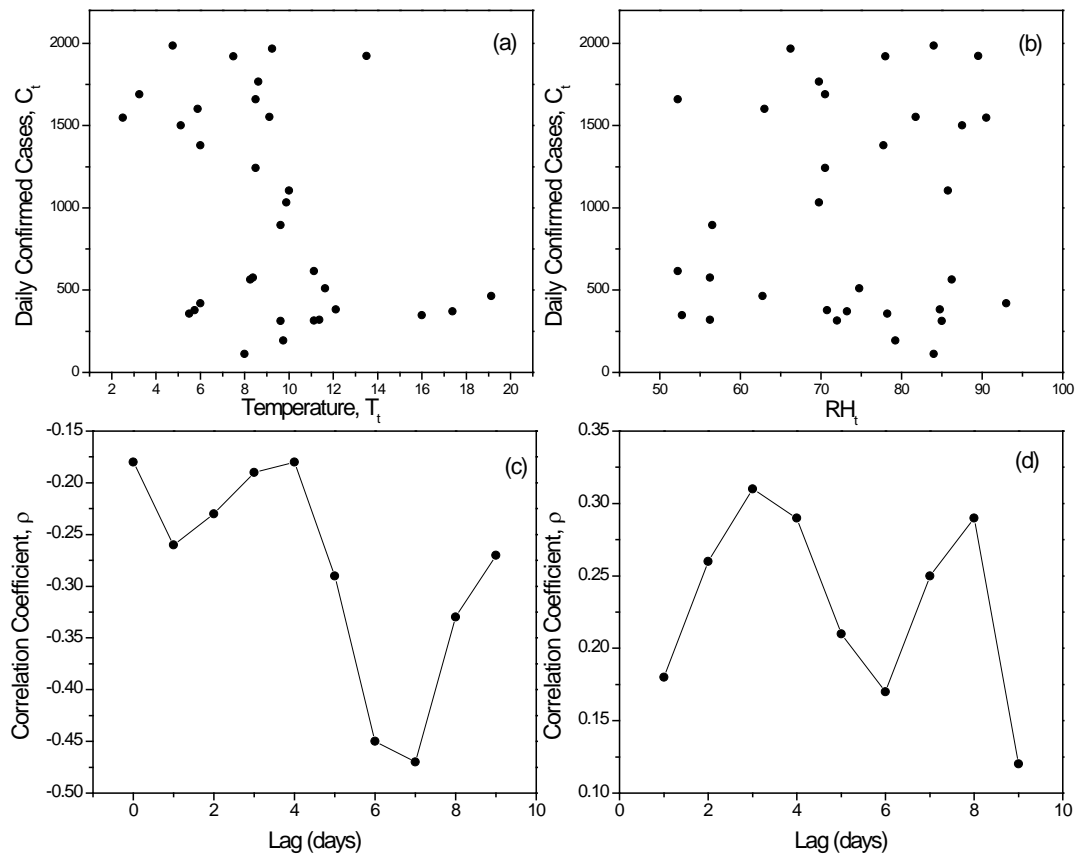 (a)
Daily Confirmed Cases, C_t
2000
1500
1000
500
0
2 4 6 8 10 12 14 16 18 20
Temperature, T_t
(b)
Daily Confirmed Cases, C_t
2000
1500
1000
500
0
50 60 70 80 90 100
RH_t
(c)
Correlation Coefficient, ρ
-0.15
-0.20
-0.25
-0.30
-0.35
-0.40
-0.45
-0.50
0 2 4 6 8 10
Lag (days)
(d)
Correlation Coefficient, ρ
0.35
0.30
0.25
0.20
0.15
0.10
0 2 4 6 8 10
Lag (days)